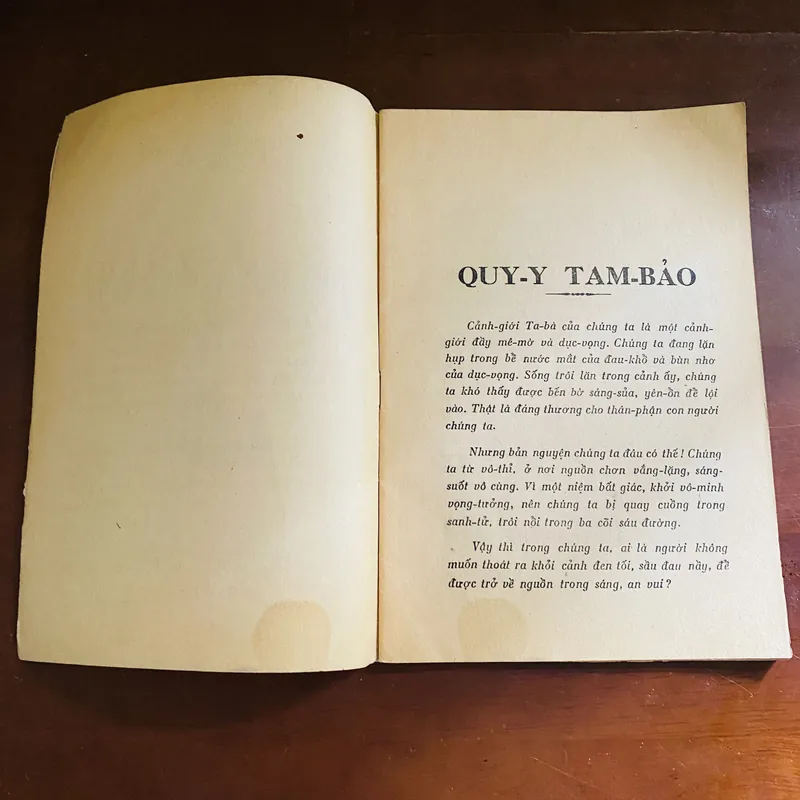 QUY-Y TAM-BẢO
Cảnh-giới Ta-bà của chúng ta là một cảnh-
giới đầy mê-mờ và dục-vọng. Chúng ta đang lặn
hụp trong bể nước mắt của đau-khổ và bùn nhơ
của dục-vọng. Sống trôi lăn trong cảnh ấy, chúng
ta khó thấy được bến bờ sáng-sủa, yên-ổn để lội
vào. Thật là đáng thương cho thân-phận con người
chúng ta.
Nhưng bản nguyện chúng ta đâu có thế ! Chúng
ta từ vô-thỉ, ở nơi nguồn chơn vắng-lặng, sáng-
suốt vô cùng. Vì một niệm bất giác, khởi vô-minh
vọng-tưởng, nên chúng ta bị quay cuồng trong
sanh-tử, trôi nổi trong ba cõi sáu đường.
Vậy thì trong chúng ta, ai là người không
muốn thoát ra khỏi cảnh đen tối, sầu đau nầy, để
được trở về nguồn trong sáng, an vui ?